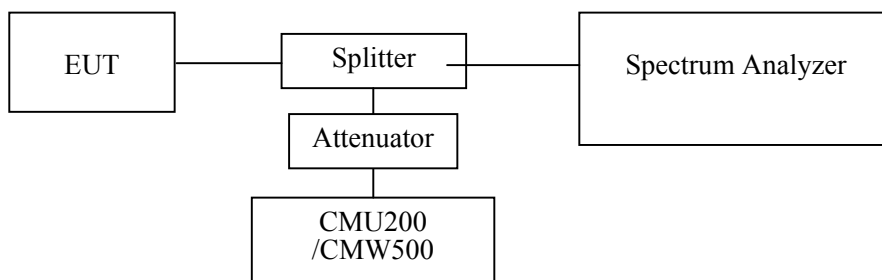 EUT
Splitter
Spectrum Analyzer
Attenuator
CMU200
/CMW500